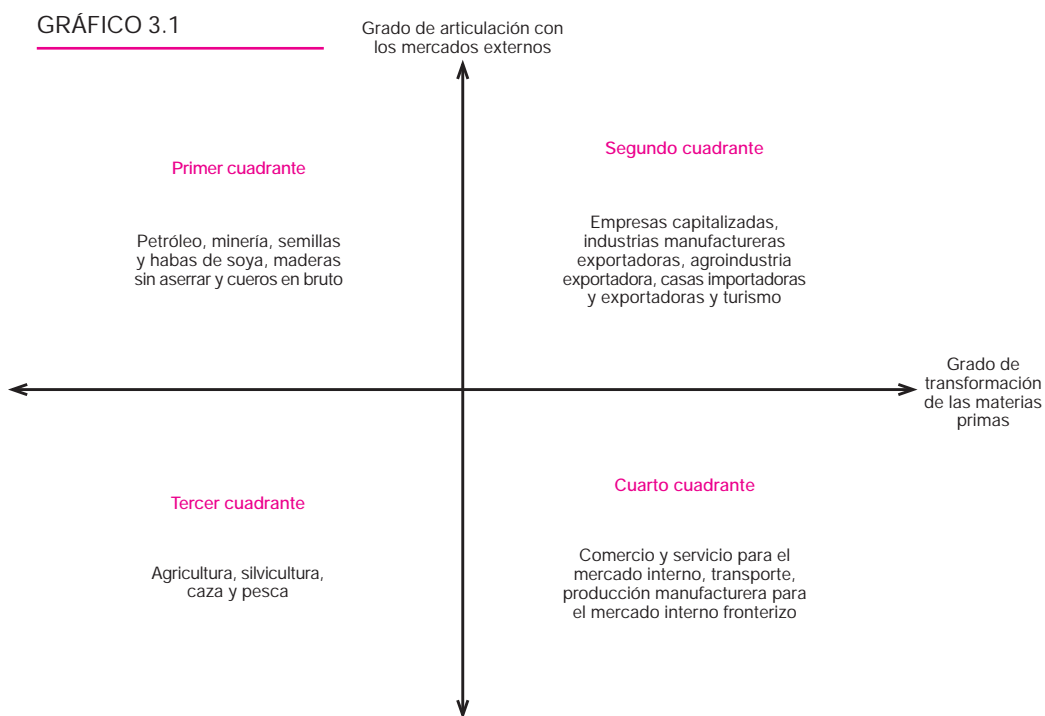 GRÁFICO 3.1
Grado de articulación con
los mercados externos
Primer cuadrante
Petróleo, minería, semillas
y habas de soya, maderas
sin aserrar y cueros en bruto
Segundo cuadrante
Empresas capitalizadas,
industrias manufactureras
exportadoras, agroindustria
exportadora, casas importadoras
y exportadoras y turismo
Grado de
transformación
de las materias
primas
Tercer cuadrante
Agricultura, silvicultura,
caza y pesca
Cuarto cuadrante
Comercio y servicio para el
mercado interno, transporte,
producción manufacturera para
el mercado interno fronterizo